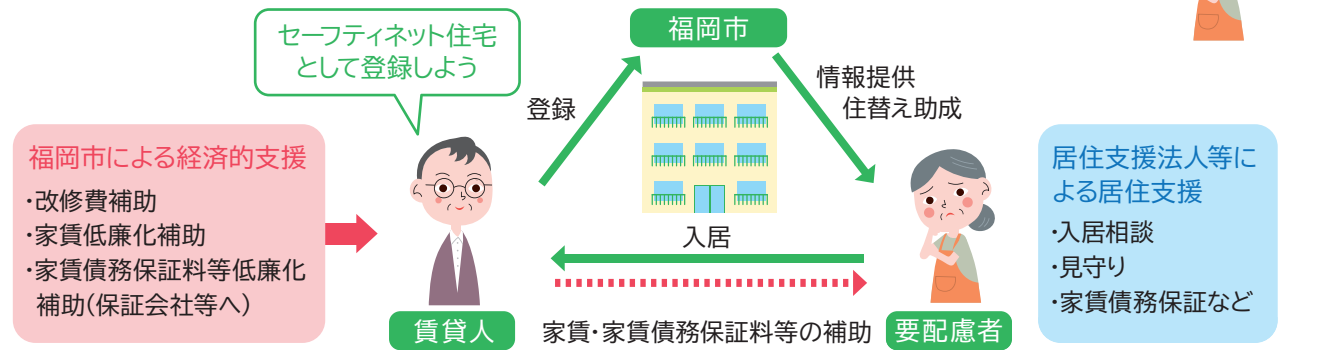 セーフティネット住宅
として登録しよう
福岡市
登録
情報提供
住替え助成
福岡市による経済的支援
・改修費補助
・家賃低廉化補助
・家賃債務保証料等低廉化
補助(保証会社等へ)
居住支援法人等に
よる居住支援
・入居相談
・見守り
・家賃債務保証など
入居
賃貸人
家賃・家賃債務保証料等の補助
要配慮者